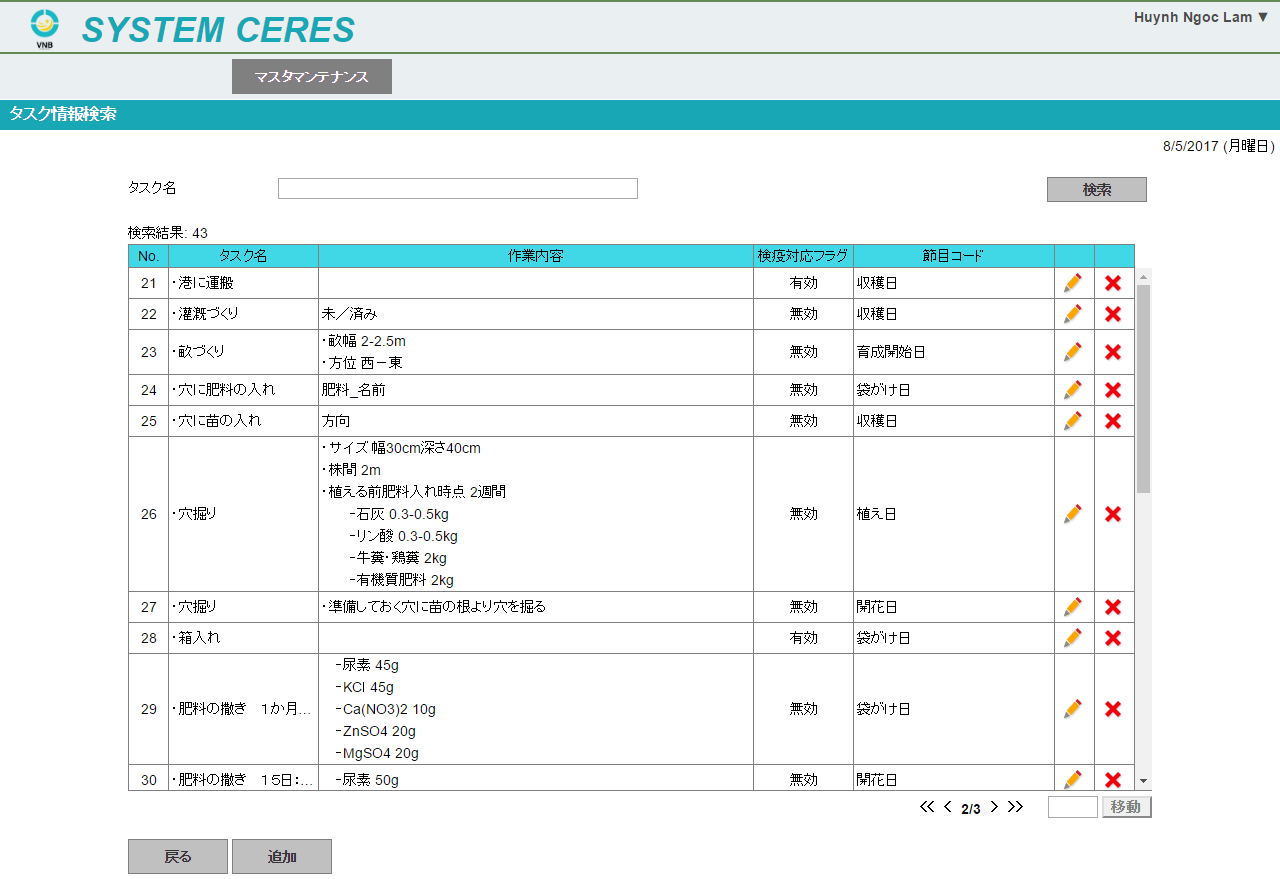 VNB
SYSTEM CERES
Huynh Ngoc Lam ▼
マスタマンテナンス
タスク情報検索
8/5/2017 (月曜日)
タスク名
検索
検索結果: 43
No. タスク名 作業内容 検疫対応フラグ 節目コード
21 ・港に運搬 有効 収穫日
22 ・灌漑づくり 未／済み 無効 収穫日
23 ・畝づくり ・畝幅 2-2.5m 無効 育成開始日
・方位 西－東
24 ・穴に肥料の入れ 肥料_名前 無効 袋がけ日
25 ・穴に苗の入れ 方向 無効 収穫日
・サイズ 幅30cm深さ40cm
・株間 2m
・植える前肥料入れ時点 2週間
26 ・穴掘り −石灰 0.3-0.5kg 無効 植え日
−リン酸 0.3-0.5kg
−牛糞・鶏糞 2kg
−有機質肥料 2kg
27 ・穴掘り ・準備しておく穴に苗の根より穴を掘る 無効 開花日
28 ・箱入れ 有効 袋がけ日
−尿素 45g
−KCl 45g
29 ・肥料の撒き　１か月... −Ca(NO3)2 10g 無効 袋がけ日
−ZnSO4 20g
−MgSO4 20g
30 ・肥料の撒き　１５日：... −尿素 50g 無効 開花日
<< < 2/3 > >> 移動
戻る 追加